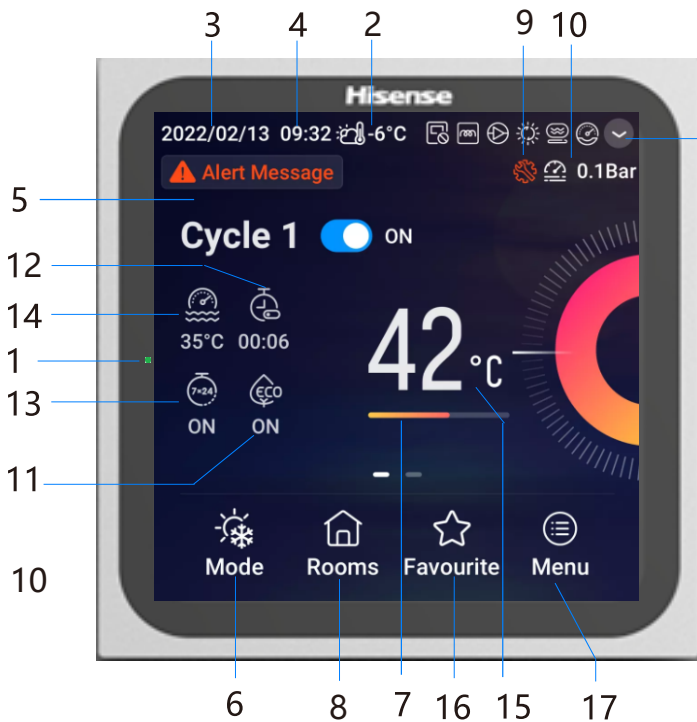 3 4 2 9 10
Hisense
2022/02/13 09:32 -6°C
Alert Message 0.1Bar
5
Cycle 1 ON
12
14
35°C 00:06
42°C
1
7×24 ECO
13
ON ON
11
10
Mode Rooms Favourite Menu
6 8 7 16 15 17